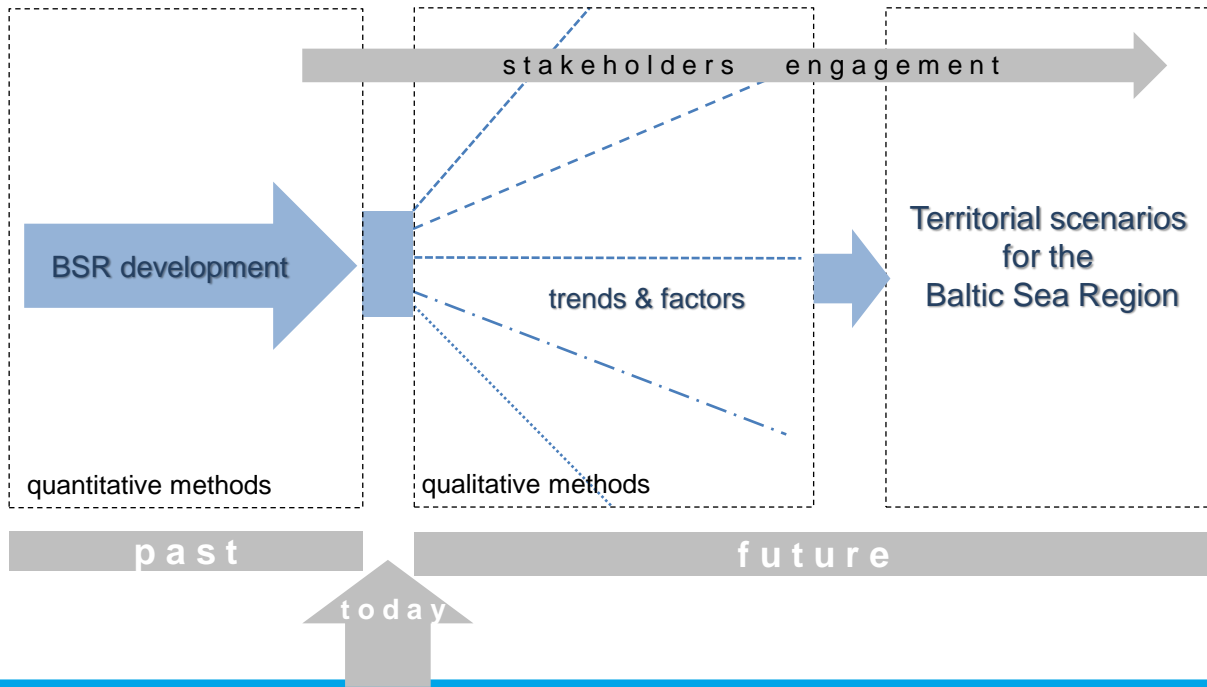 stakeholders engagement
BSR development
trends & factors
Territorial scenarios
for the
Baltic Sea Region
quantitative methods
qualitative methods
past
future
today